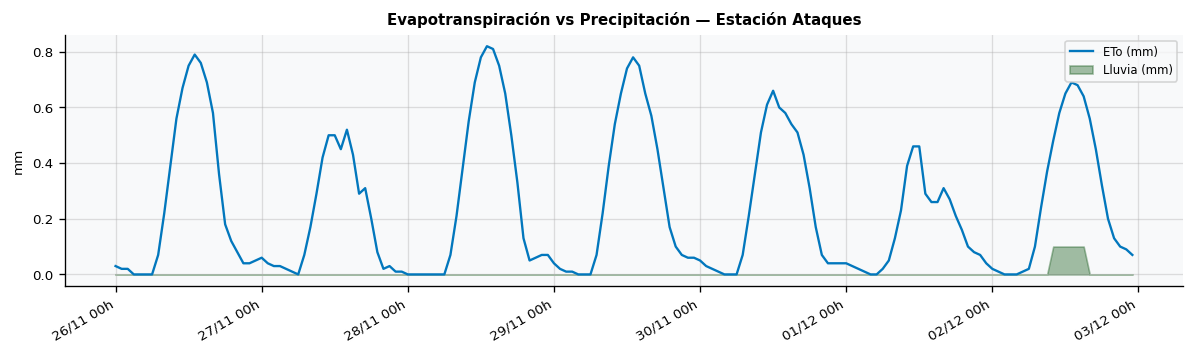 Evapotranspiración vs Precipitación — Estación Ataques
ETo (mm)
Lluvia (mm)
mm
0.8
0.6
0.4
0.2
0.0
26/11 00h
27/11 00h
28/11 00h
29/11 00h
30/11 00h
01/12 00h
02/12 00h
03/12 00h